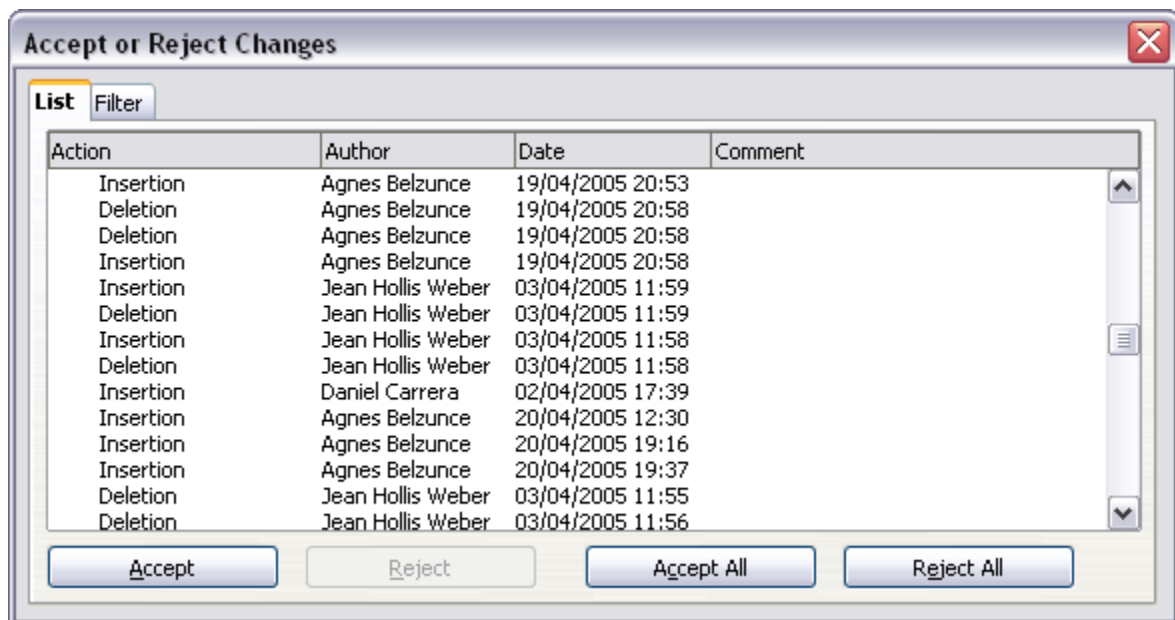 Accept or Reject Changes
List Filter
Action Author Date Comment
Insertion Agnes Belzunce 19/04/2005 20:53
Deletion Agnes Belzunce 19/04/2005 20:58
Deletion Agnes Belzunce 19/04/2005 20:58
Insertion Agnes Belzunce 19/04/2005 20:58
Insertion Jean Hollis Weber 03/04/2005 11:59
Deletion Jean Hollis Weber 03/04/2005 11:59
Insertion Jean Hollis Weber 03/04/2005 11:58
Deletion Jean Hollis Weber 03/04/2005 11:58
Insertion Daniel Carrera 02/04/2005 17:39
Insertion Agnes Belzunce 20/04/2005 12:30
Insertion Agnes Belzunce 20/04/2005 19:16
Insertion Agnes Belzunce 20/04/2005 19:37
Deletion Jean Hollis Weber 03/04/2005 11:55
Deletion Jean Hollis Weber 03/04/2005 11:56
Accept Reject Accept All Reject All